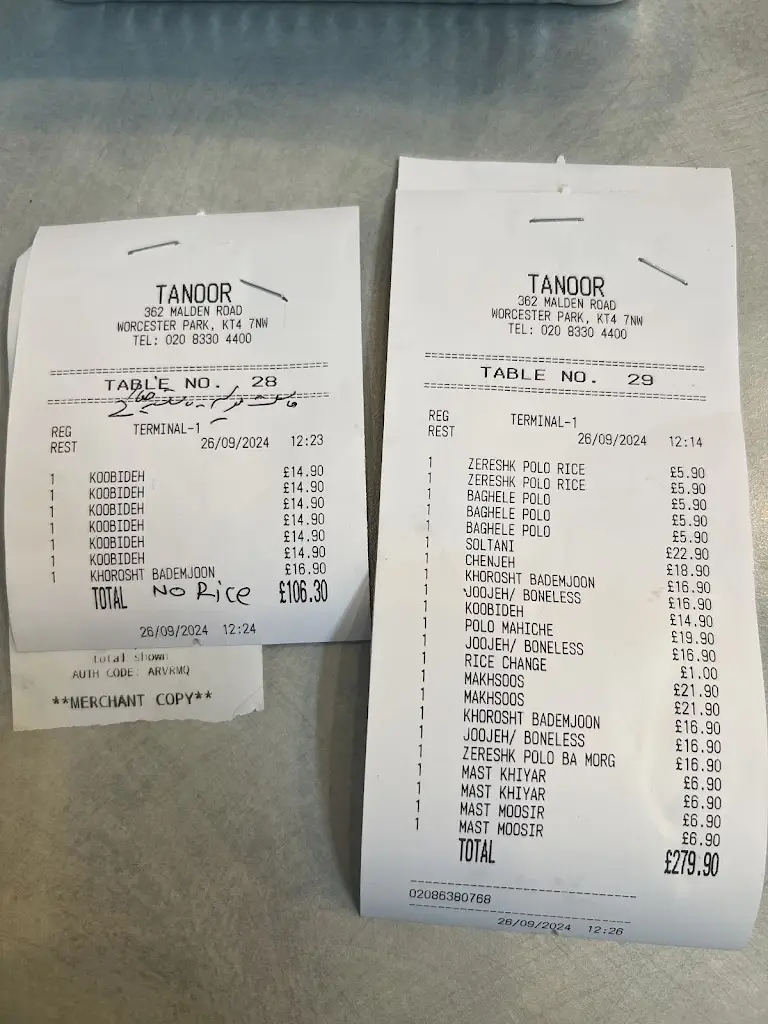 TANOOR
362 MALDEN ROAD
WORCESTER PARK, KT4 7NW
TEL: 020 8330 4400
TABLE NO. 28
REG TERMINAL-1
REST 26/09/2024 12:23
1 KOOBIDEH £14.90
1 KOOBIDEH £14.90
1 KOOBIDEH £14.90
1 KOOBIDEH £14.90
1 KOOBIDEH £14.90
1 KOOBIDEH £14.90
1 KHOROSHT BADEMJOON £16.90
TOTAL No Rice £106.30
26/09/2024 12:24
total shown
AUTH CODE: ARVRMQ
**MERCHANT COPY**
TANOOR
362 MALDEN ROAD
WORCESTER PARK, KT4 7NW
TEL: 020 8330 4400
TABLE NO. 29
REG TERMINAL-1
REST 26/09/2024 12:14
1 ZERESHK POLO RICE £5.90
1 ZERESHK POLO RICE £5.90
1 BAGHELE POLO £5.90
1 BAGHELE POLO £5.90
1 BAGHELE POLO £5.90
1 SOLTANI £22.90
1 CHENJEH £18.90
1 KHOROSHT BADEMJOON £16.90
1 JOOJEH/ BONELESS £16.90
1 KOOBIDEH £14.90
1 POLO MAHICHE £19.90
1 JOOJEH/ BONELESS £16.90
1 RICE CHANGE £1.00
1 MAKHSOOS £21.90
1 MAKHSOOS £21.90
1 KHOROSHT BADEMJOON £16.90
1 JOOJEH/ BONELESS £16.90
1 ZERESHK POLO BA MORG £16.90
1 MAST KHIYAR £6.90
1 MAST KHIYAR £6.90
1 MAST MOOSIR £6.90
1 MAST MOOSIR £6.90
TOTAL £279.90
02086380768
26/09/2024 12:26